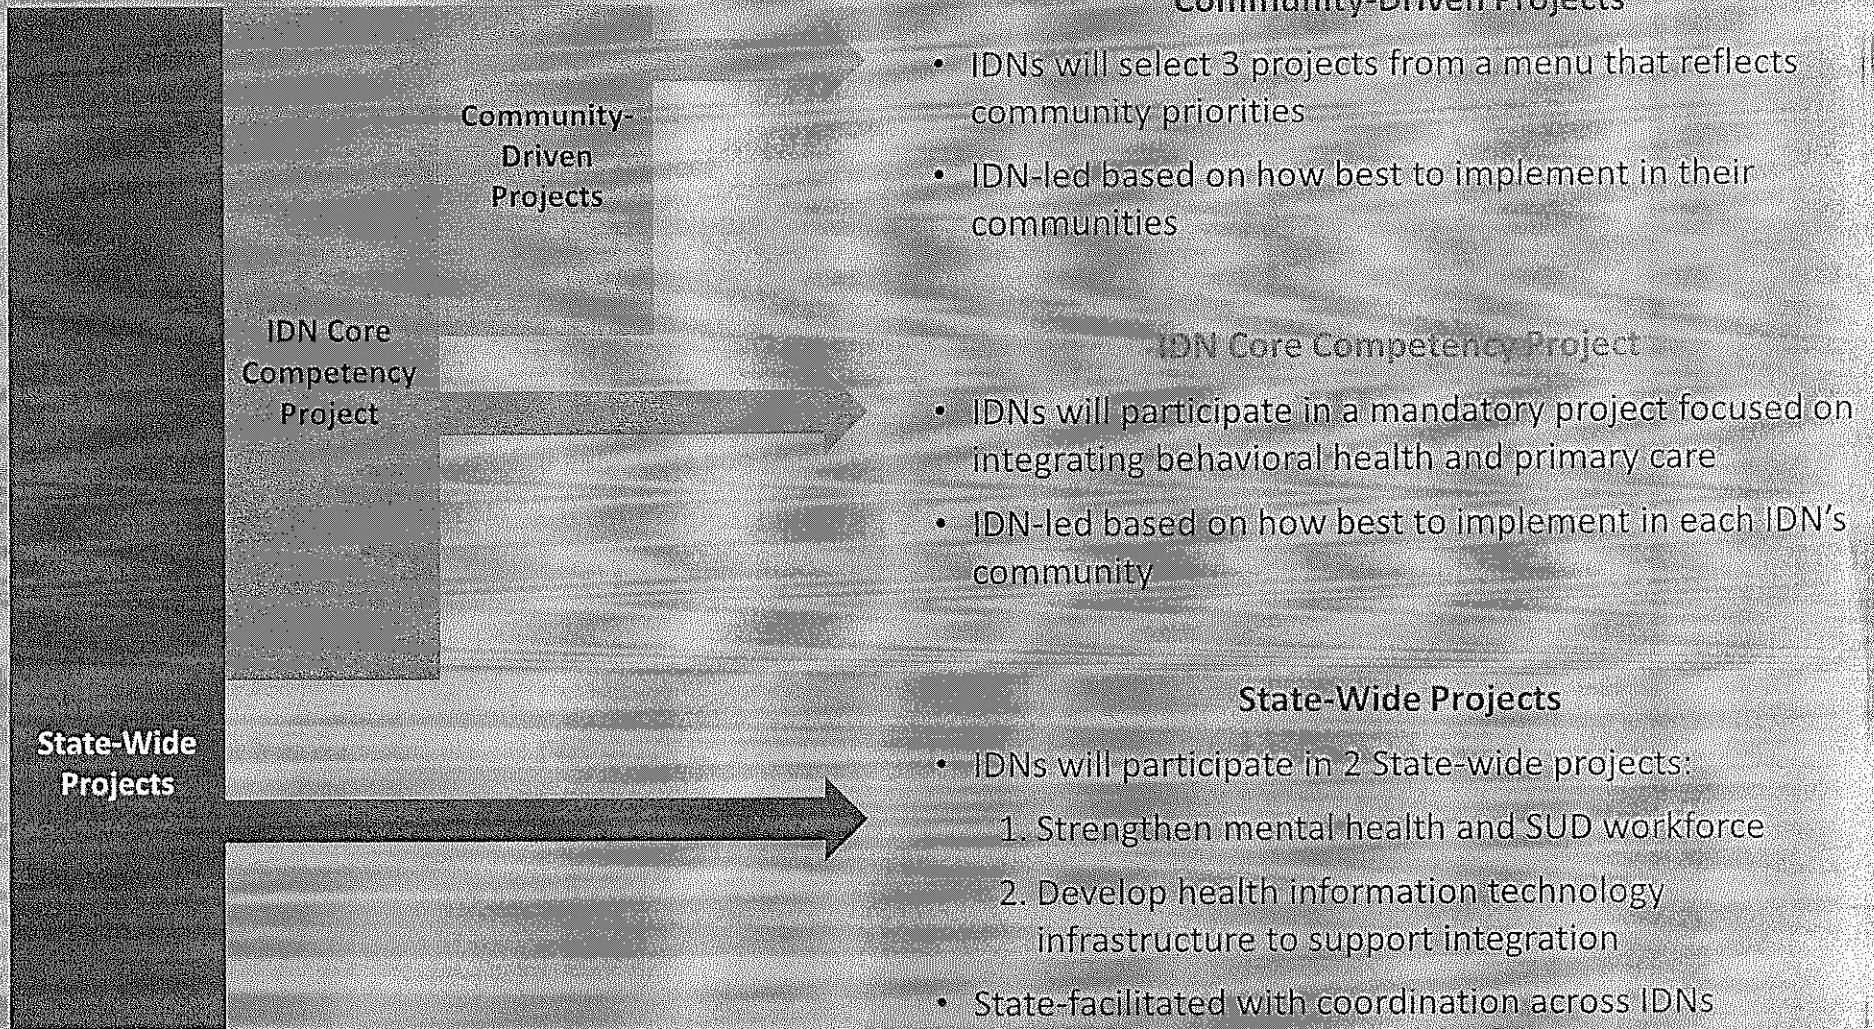 Community-Driven Projects
• IDNs will select 3 projects from a menu that reflects
community priorities
• IDN-led based on how best to implement in their
communities
Community-
Driven
Projects
IDN Core
Competency
Project
IDN Core Competency Project
• IDNs will participate in a mandatory project focused on
integrating behavioral health and primary care
• IDN-led based on how best to implement in each IDN's
community
State-Wide
Projects
State-Wide Projects
• IDNs will participate in 2 State-wide projects:
1. Strengthen mental health and SUD workforce
2. Develop health information technology
infrastructure to support integration
• State-facilitated with coordination across IDNs